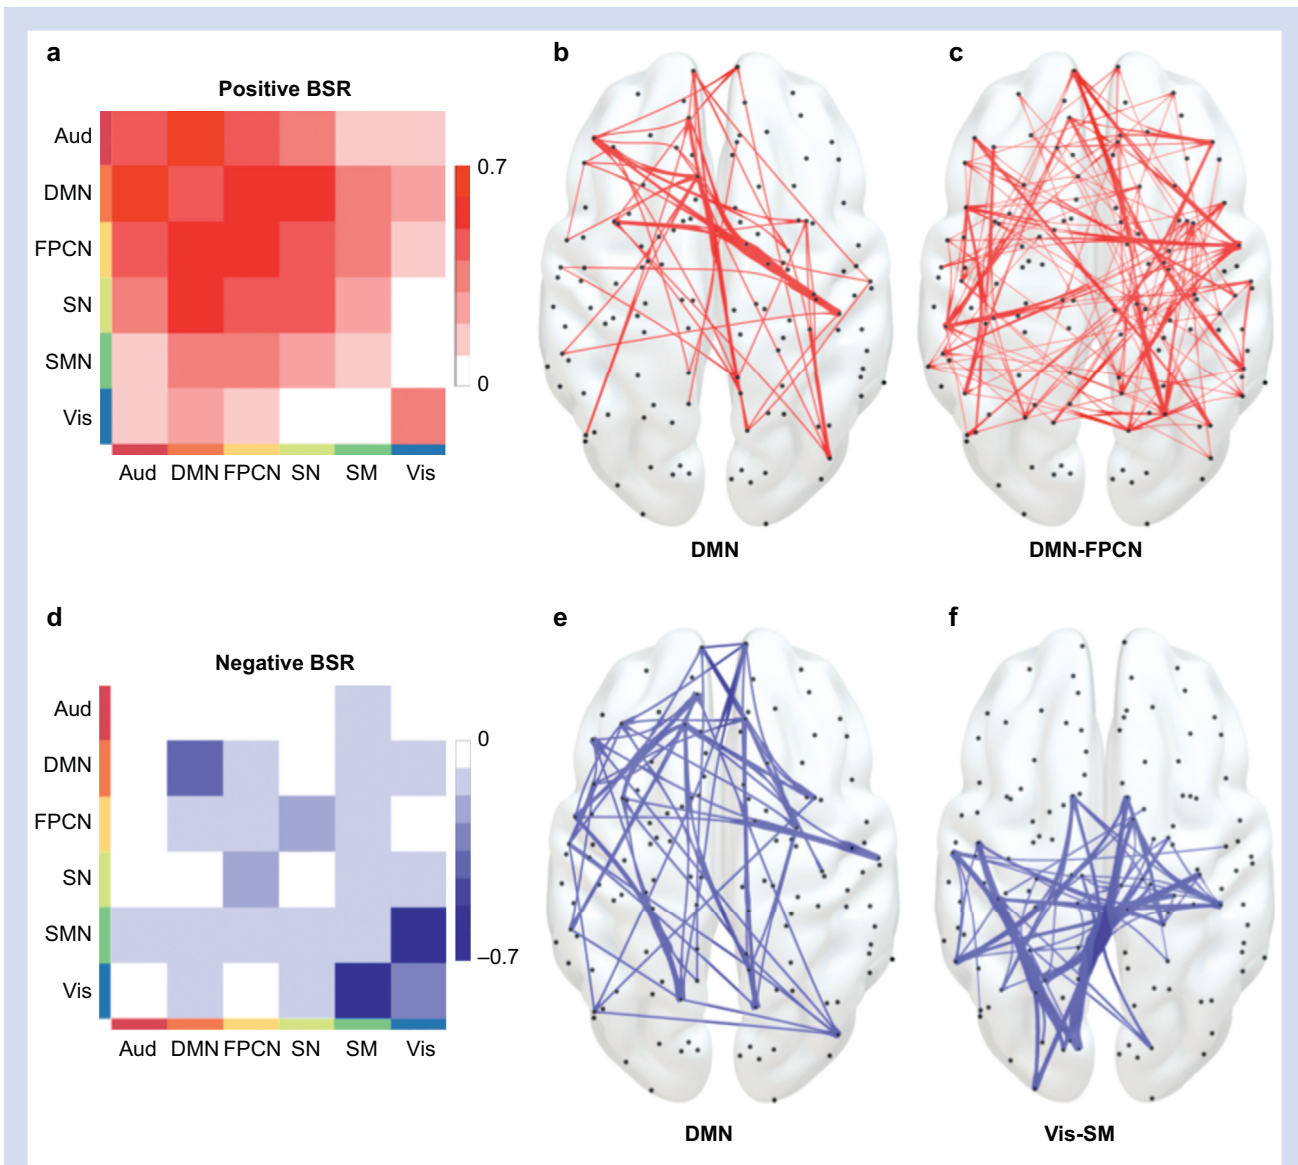 a
Positive BSR
Aud
DMN
FPCN
SN
SMN
Vis
Aud DMN FPCN SN SM Vis
0.7
0
b
DMN
c
DMN-FPCN
d
Negative BSR
Aud
DMN
FPCN
SN
SMN
Vis
Aud DMN FPCN SN SM Vis
0
–0.7
e
DMN
f
Vis-SM